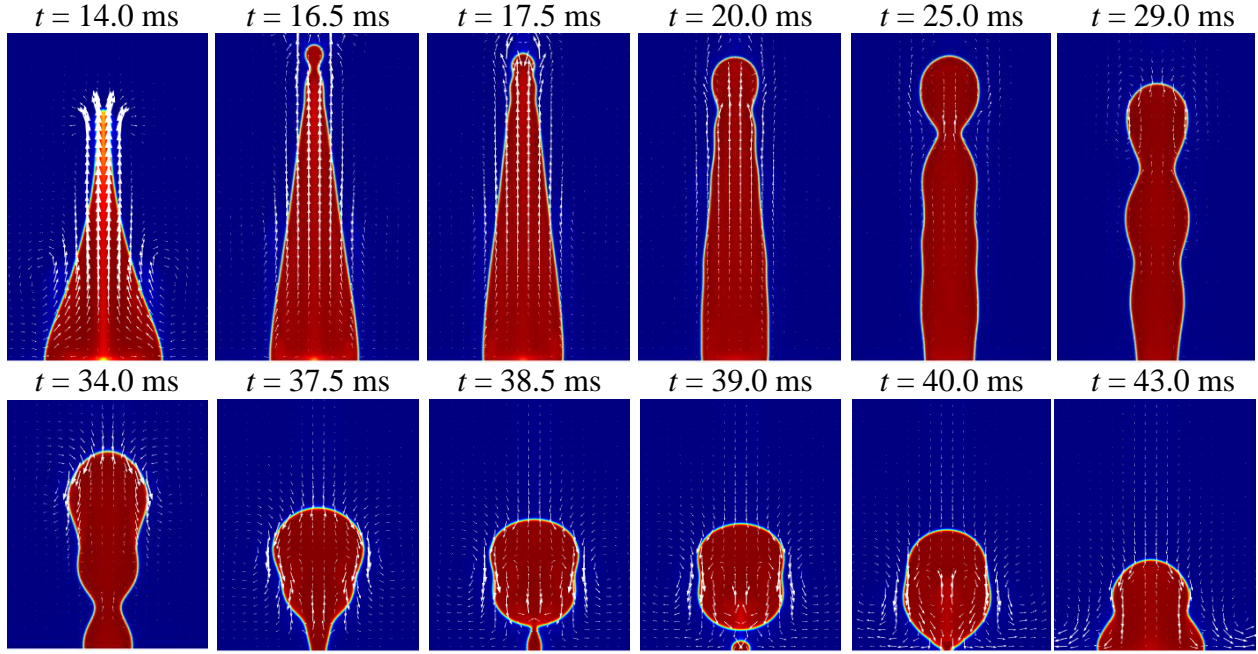 t = 14.0 ms t = 16.5 ms t = 17.5 ms t = 20.0 ms t = 25.0 ms t = 29.0 ms
t = 34.0 ms t = 37.5 ms t = 38.5 ms t = 39.0 ms t = 40.0 ms t = 43.0 ms